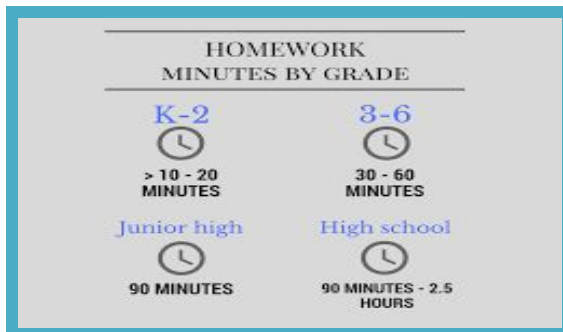 HOMEWORK
MINUTES BY GRADE
K-2
> 10 - 20
MINUTES
3-6
30 - 60
MINUTES
Junior high
90 MINUTES
High school
90 MINUTES - 2.5
HOURS